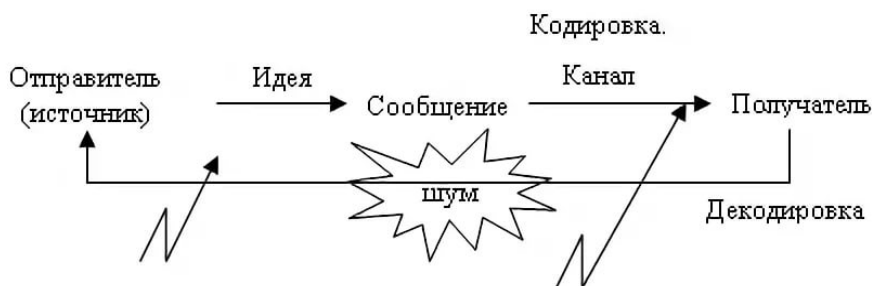 Кодировка.
Отправитель
(источник)
Идея
Сообщение
Канал
Получатель
шум
Декодировка